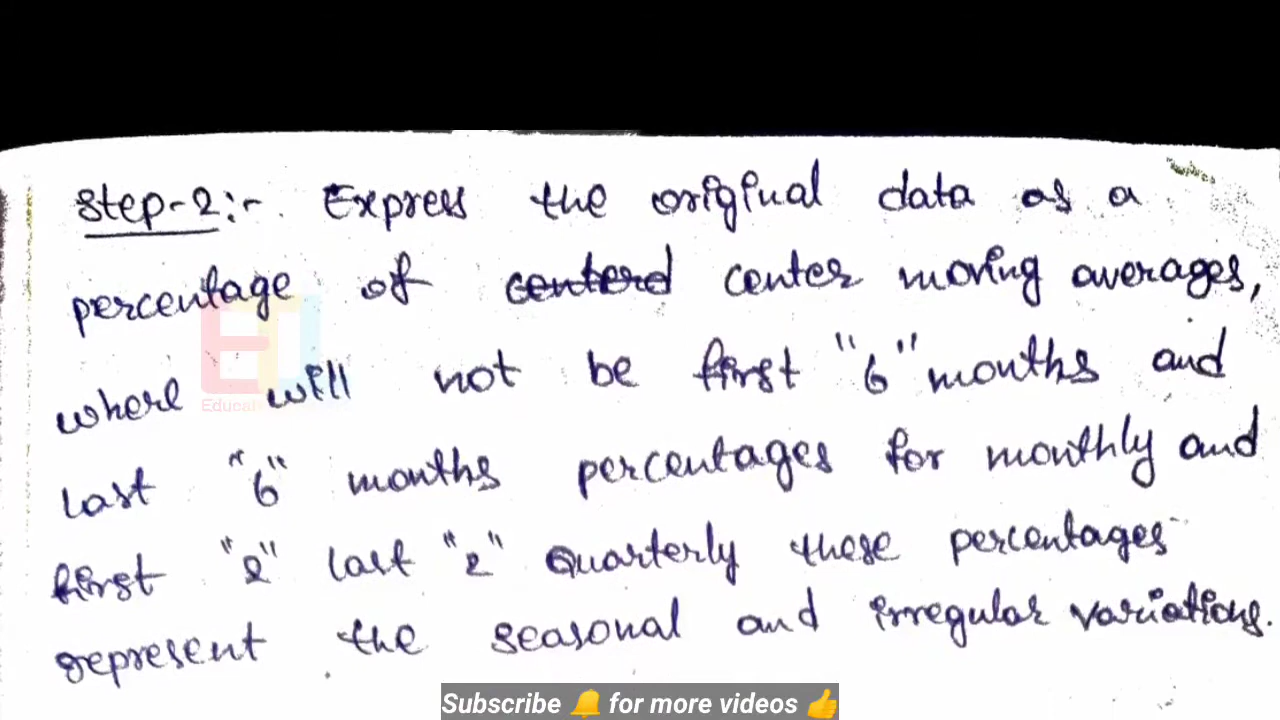 Step-2:- Express the original data as a
percentage of centerd center moving averages,
where will not be first "6" months and
last "6" months percentages for monthly and
first "2" last "2" Quarterly these percentages
represent the seasonal and irregular variations.
Subscribe 🔔 for more videos 👍